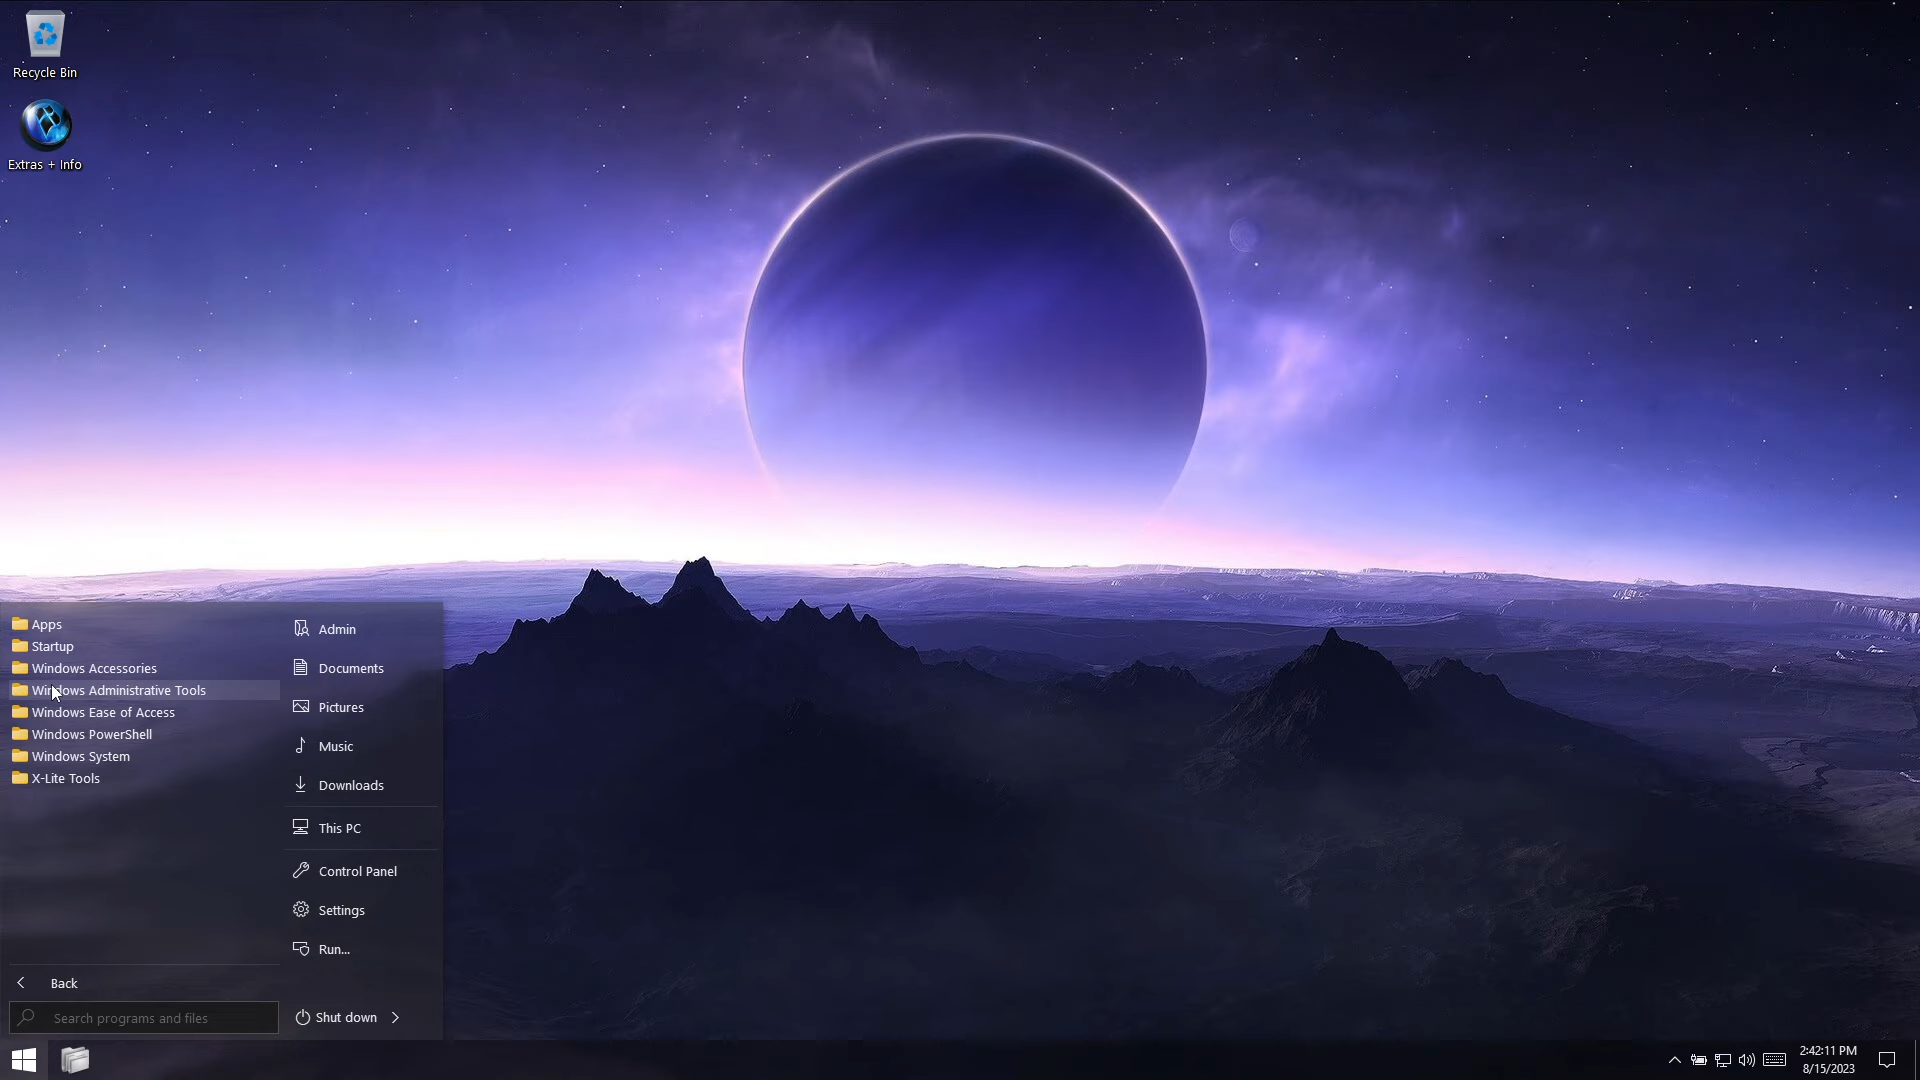 Recycle Bin
Extras + Info
Apps
Startup
Windows Accessories
Windows Administrative Tools
Windows Ease of Access
Windows PowerShell
Windows System
X-Lite Tools
Back
Search programs and files
Admin
Documents
Pictures
Music
Downloads
This PC
Control Panel
Settings
Run...
Shut down
2:42:11 PM
8/15/2023